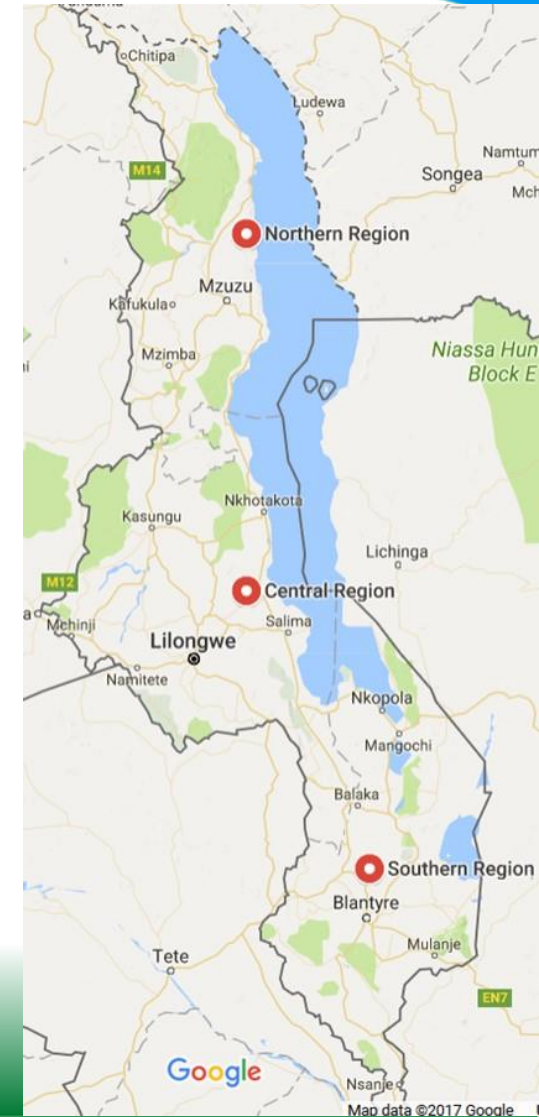 Chitipa
Ludewa
Namtum
Songea
Mch
M14
Northern Region
Mzuzu
Kafukula
Mzimba
Niassa Hun
Block E
Nkhotakota
Kasungu
Lichinga
M12
Central Region
Mchinji
Salima
Lilongwe
Namitete
Nkopola
Mangochi
Balaka
Southern Region
Blantyre
Mulanje
Tete
EN7
Google
Nsanje
Map data ©2017 Google